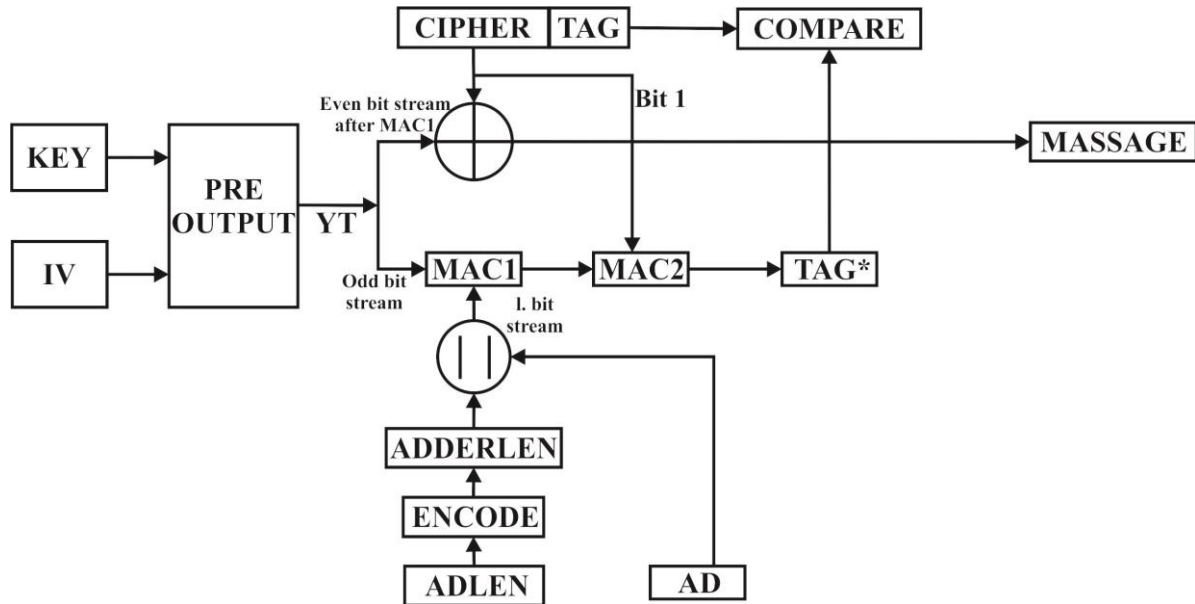 CIPHER TAG COMPARE
Even bit stream
after MAC1
Bit 1
KEY
PRE
OUTPUT
MASSAGE
YT
IV
Odd bit
stream
MAC1 MAC2 TAG*
l. bit
stream
||
ADDERLEN
ENCODE
ADLEN AD